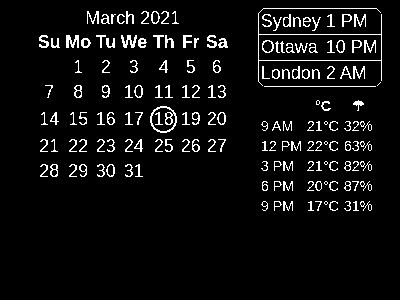 March 2021
Su Mo Tu We Th Fr Sa
1 2 3 4 5 6
7 8 9 10 11 12 13
14 15 16 17 18 19 20
21 22 23 24 25 26 27
28 29 30 31
Sydney 1 PM
Ottawa 10 PM
London 2 AM
°C
9 AM 21°C 32%
12 PM 22°C 63%
3 PM 21°C 82%
6 PM 20°C 87%
9 PM 17°C 31%